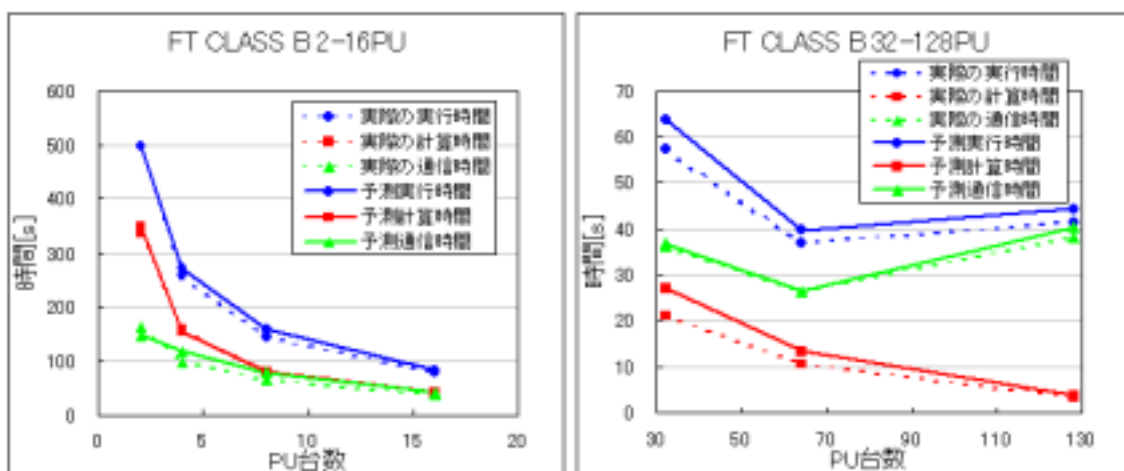 FT CLASS B 2-16PU
600
500
400
300
200
100
0
0 5 10 15 20
時間[s]
PU台数
実際の実行時間
実際の計算時間
実際の通信時間
予測実行時間
予測計算時間
予測通信時間
FT CLASS B 32-128PU
70
60
50
40
30
20
10
0
30 50 70 90 110 130
時間[s]
PU台数
実際の実行時間
実際の計算時間
実際の通信時間
予測実行時間
予測計算時間
予測通信時間